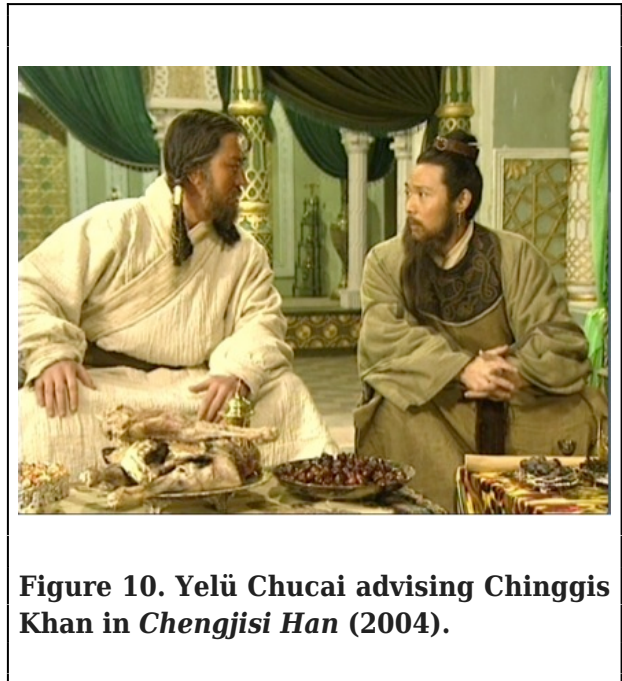 Figure 10. Yelü Chucai advising Chinggis
Khan in Chengjisi Han (2004).